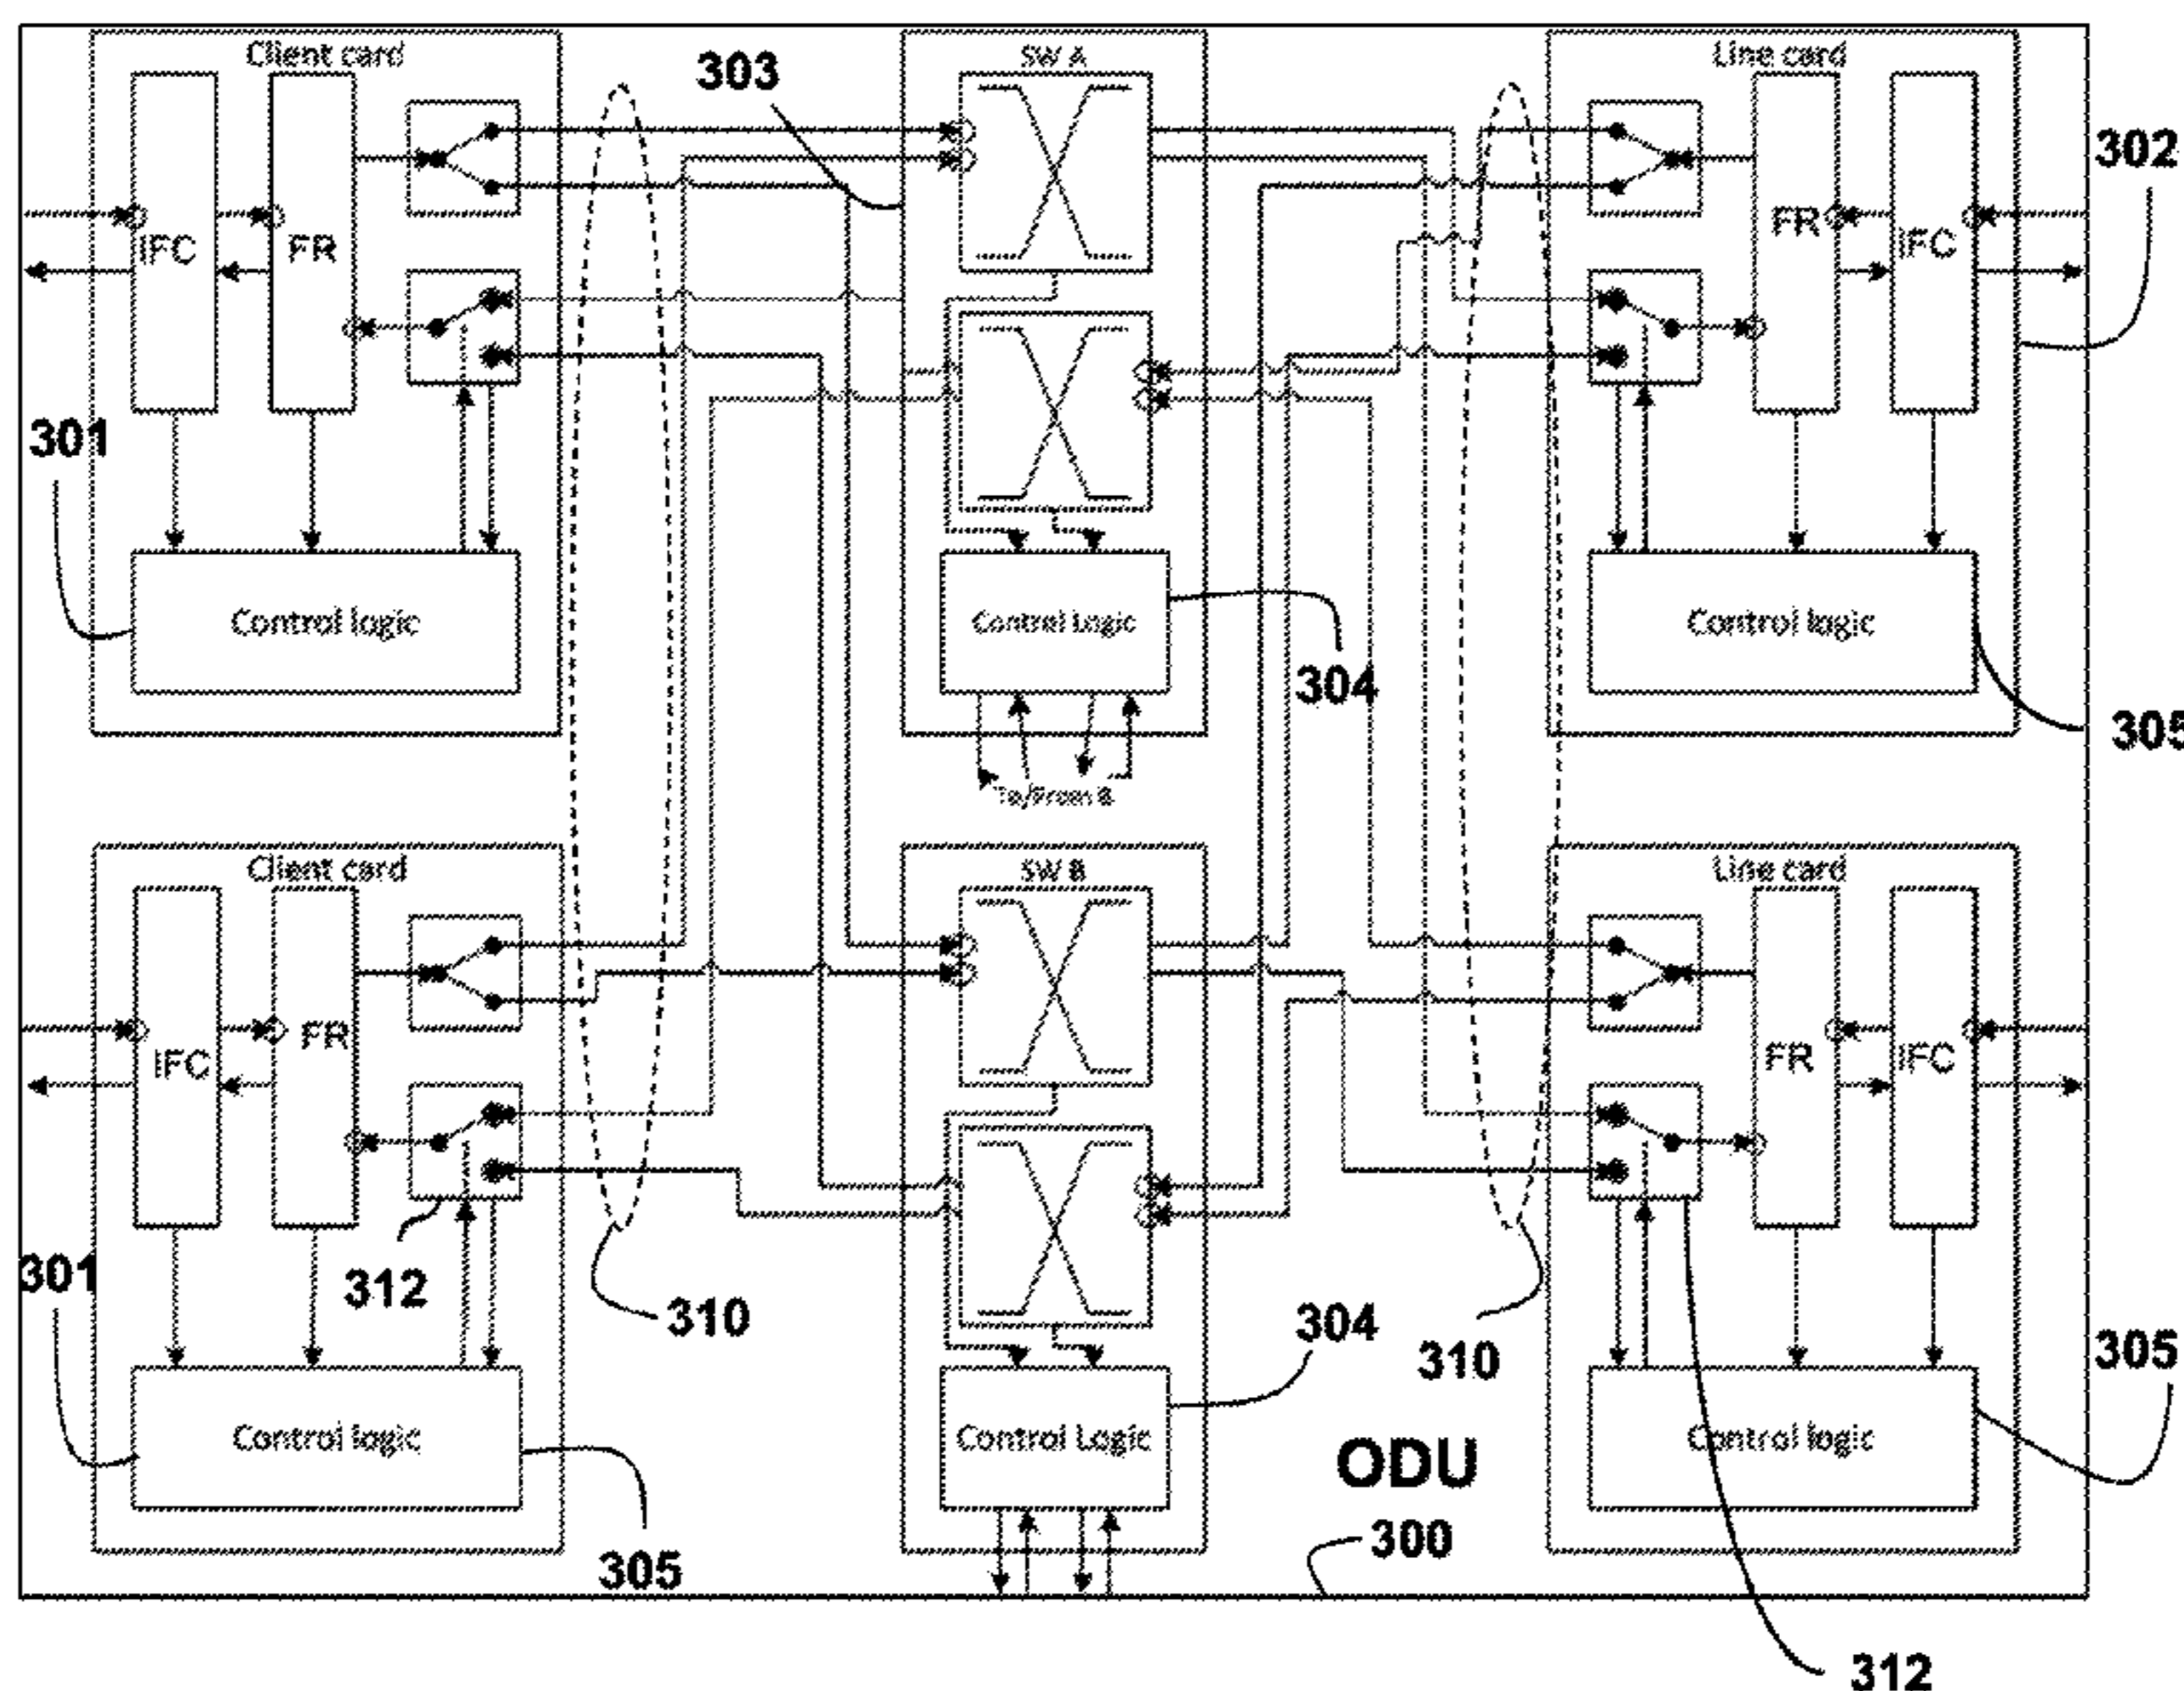 Client card
303
SW A
Line card
302
IFC
FR
FR
IFC
301
Control logic
Control Logic
Control logic
304
305
To/From B
Client card
SW B
Line card
IFC
FR
FR
IFC
301
312
310
304
310
305
Control logic
Control Logic
ODU
Control logic
305
300
312